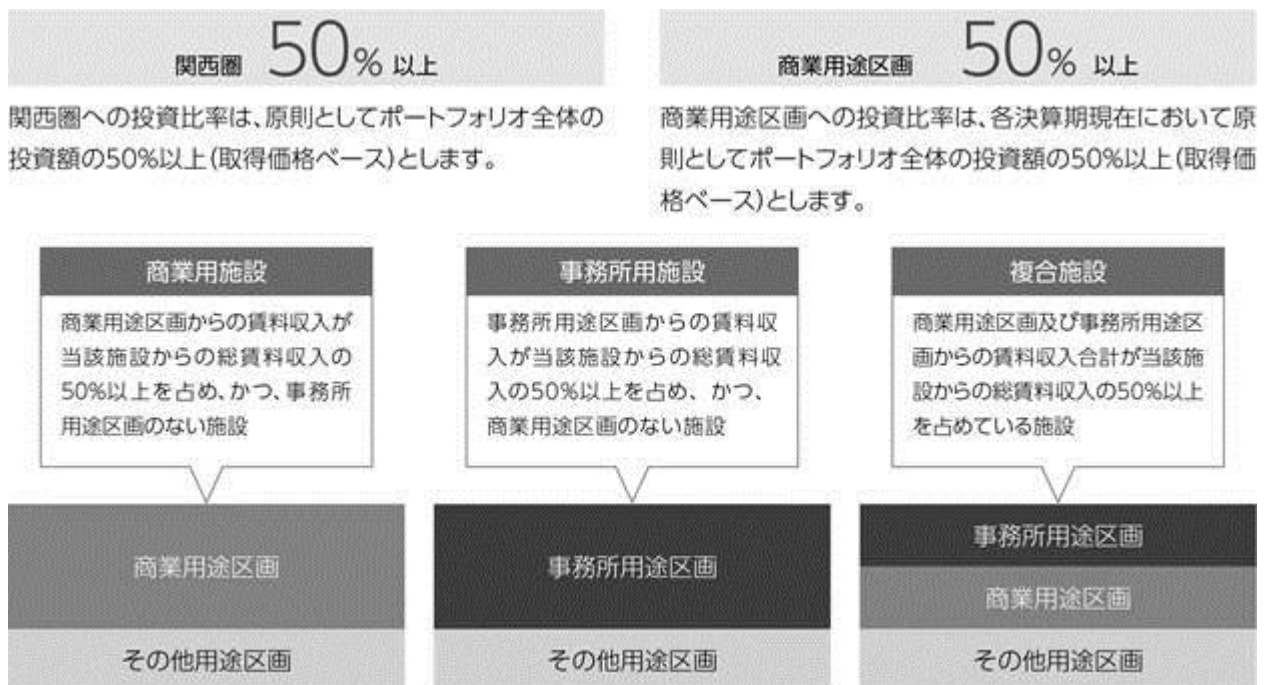 関西圏 50% 以上
関西圏への投資比率は、原則としてポートフォリオ全体の
投資額の50%以上(取得価格ベース)とします。
商業用途区画 50% 以上
商業用途区画への投資比率は、各決算期現在において原
則としてポートフォリオ全体の投資額の50%以上(取得価
格ベース)とします。
商業用施設
商業用途区画からの賃料収入が
当該施設からの総賃料収入の
50%以上を占め、かつ、事務所
用途区画のない施設
商業用途区画
その他用途区画
事務所用施設
事務所用途区画からの賃料収
入が当該施設からの総賃料収
入の50%以上を占め、かつ、
商業用途区画のない施設
事務所用途区画
その他用途区画
複合施設
商業用途区画及び事務所用途区
画からの賃料収入合計が当該施
設からの総賃料収入の50%以上
を占めている施設
事務所用途区画
商業用途区画
その他用途区画